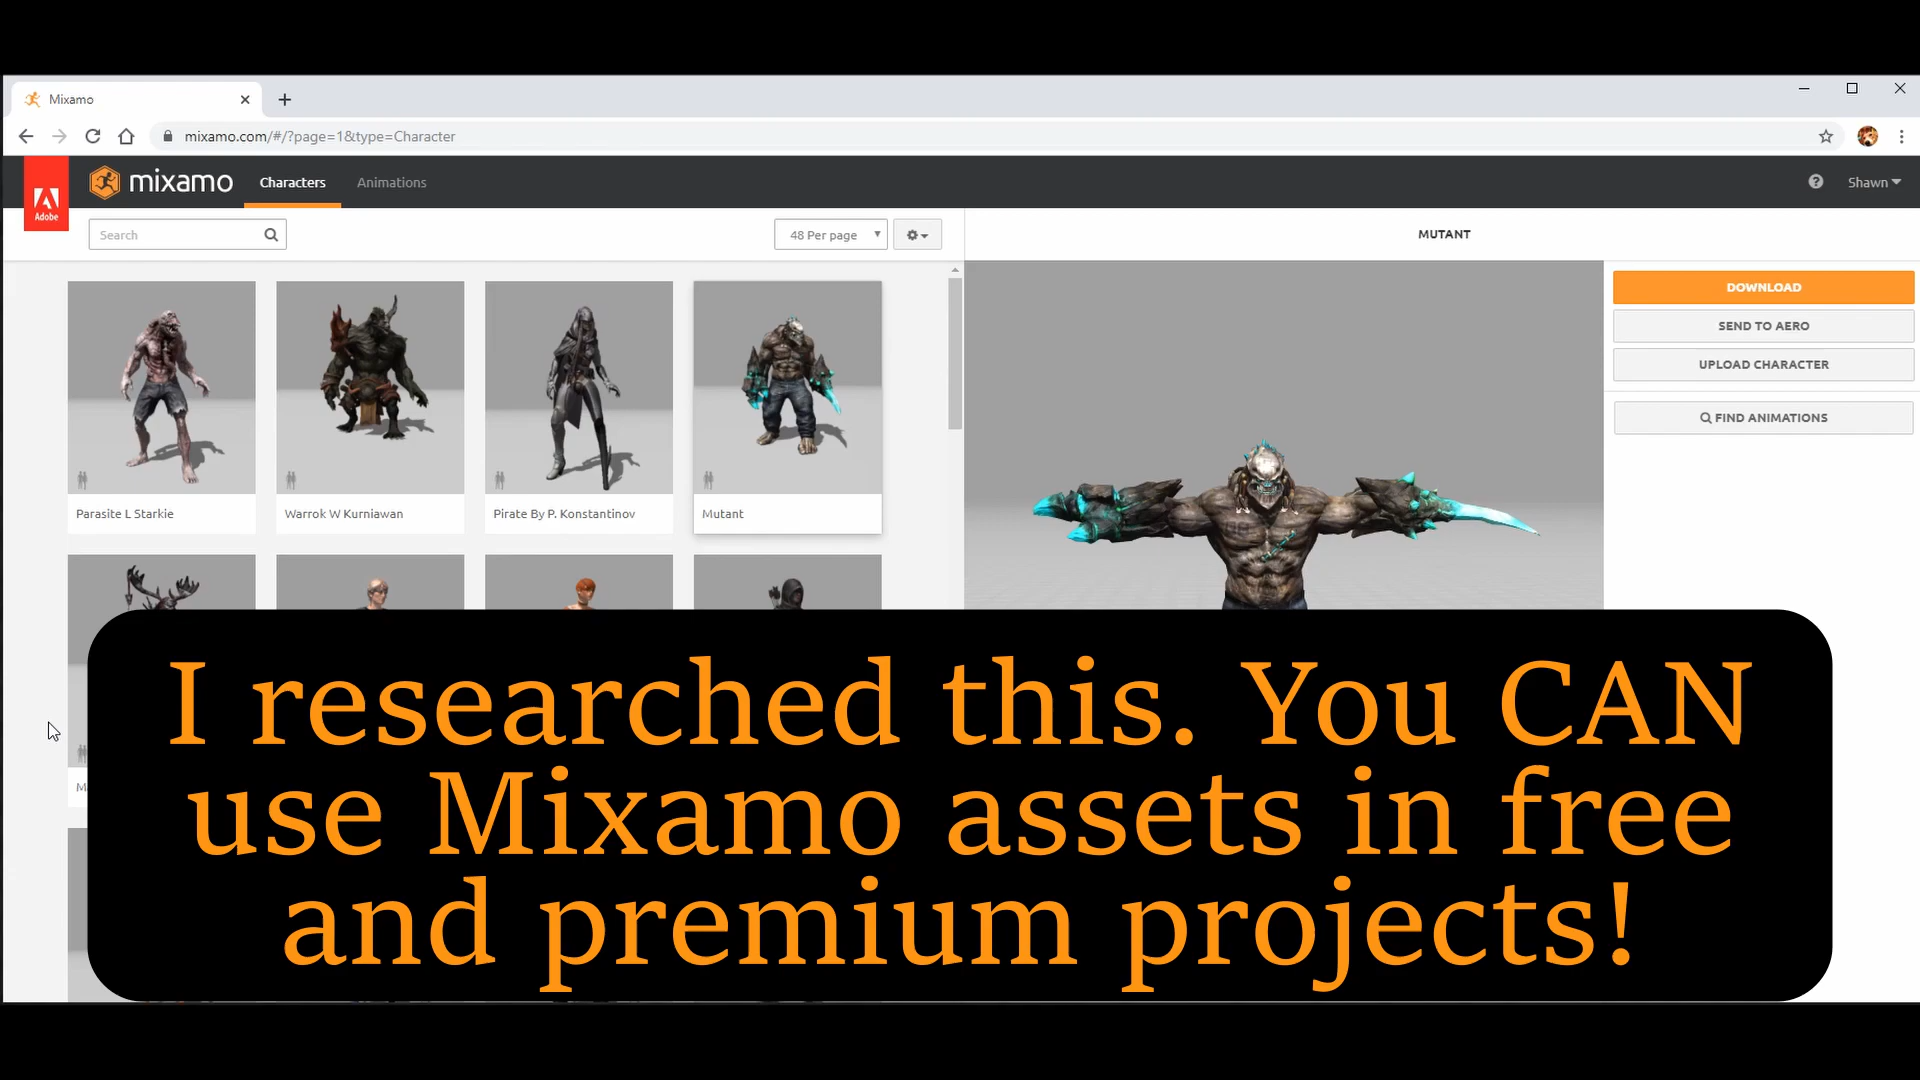 Mixamo
mixamo.com/#/?page=1&type=Character
Adobe
mixamo
Characters
Animations
Shawn
Search
48 Per page
MUTANT
DOWNLOAD
SEND TO AERO
UPLOAD CHARACTER
FIND ANIMATIONS
Parasite L Starkie
Warrok W Kurniawan
Pirate By P. Konstantinov
Mutant
I researched this. You CAN
use Mixamo assets in free
and premium projects!